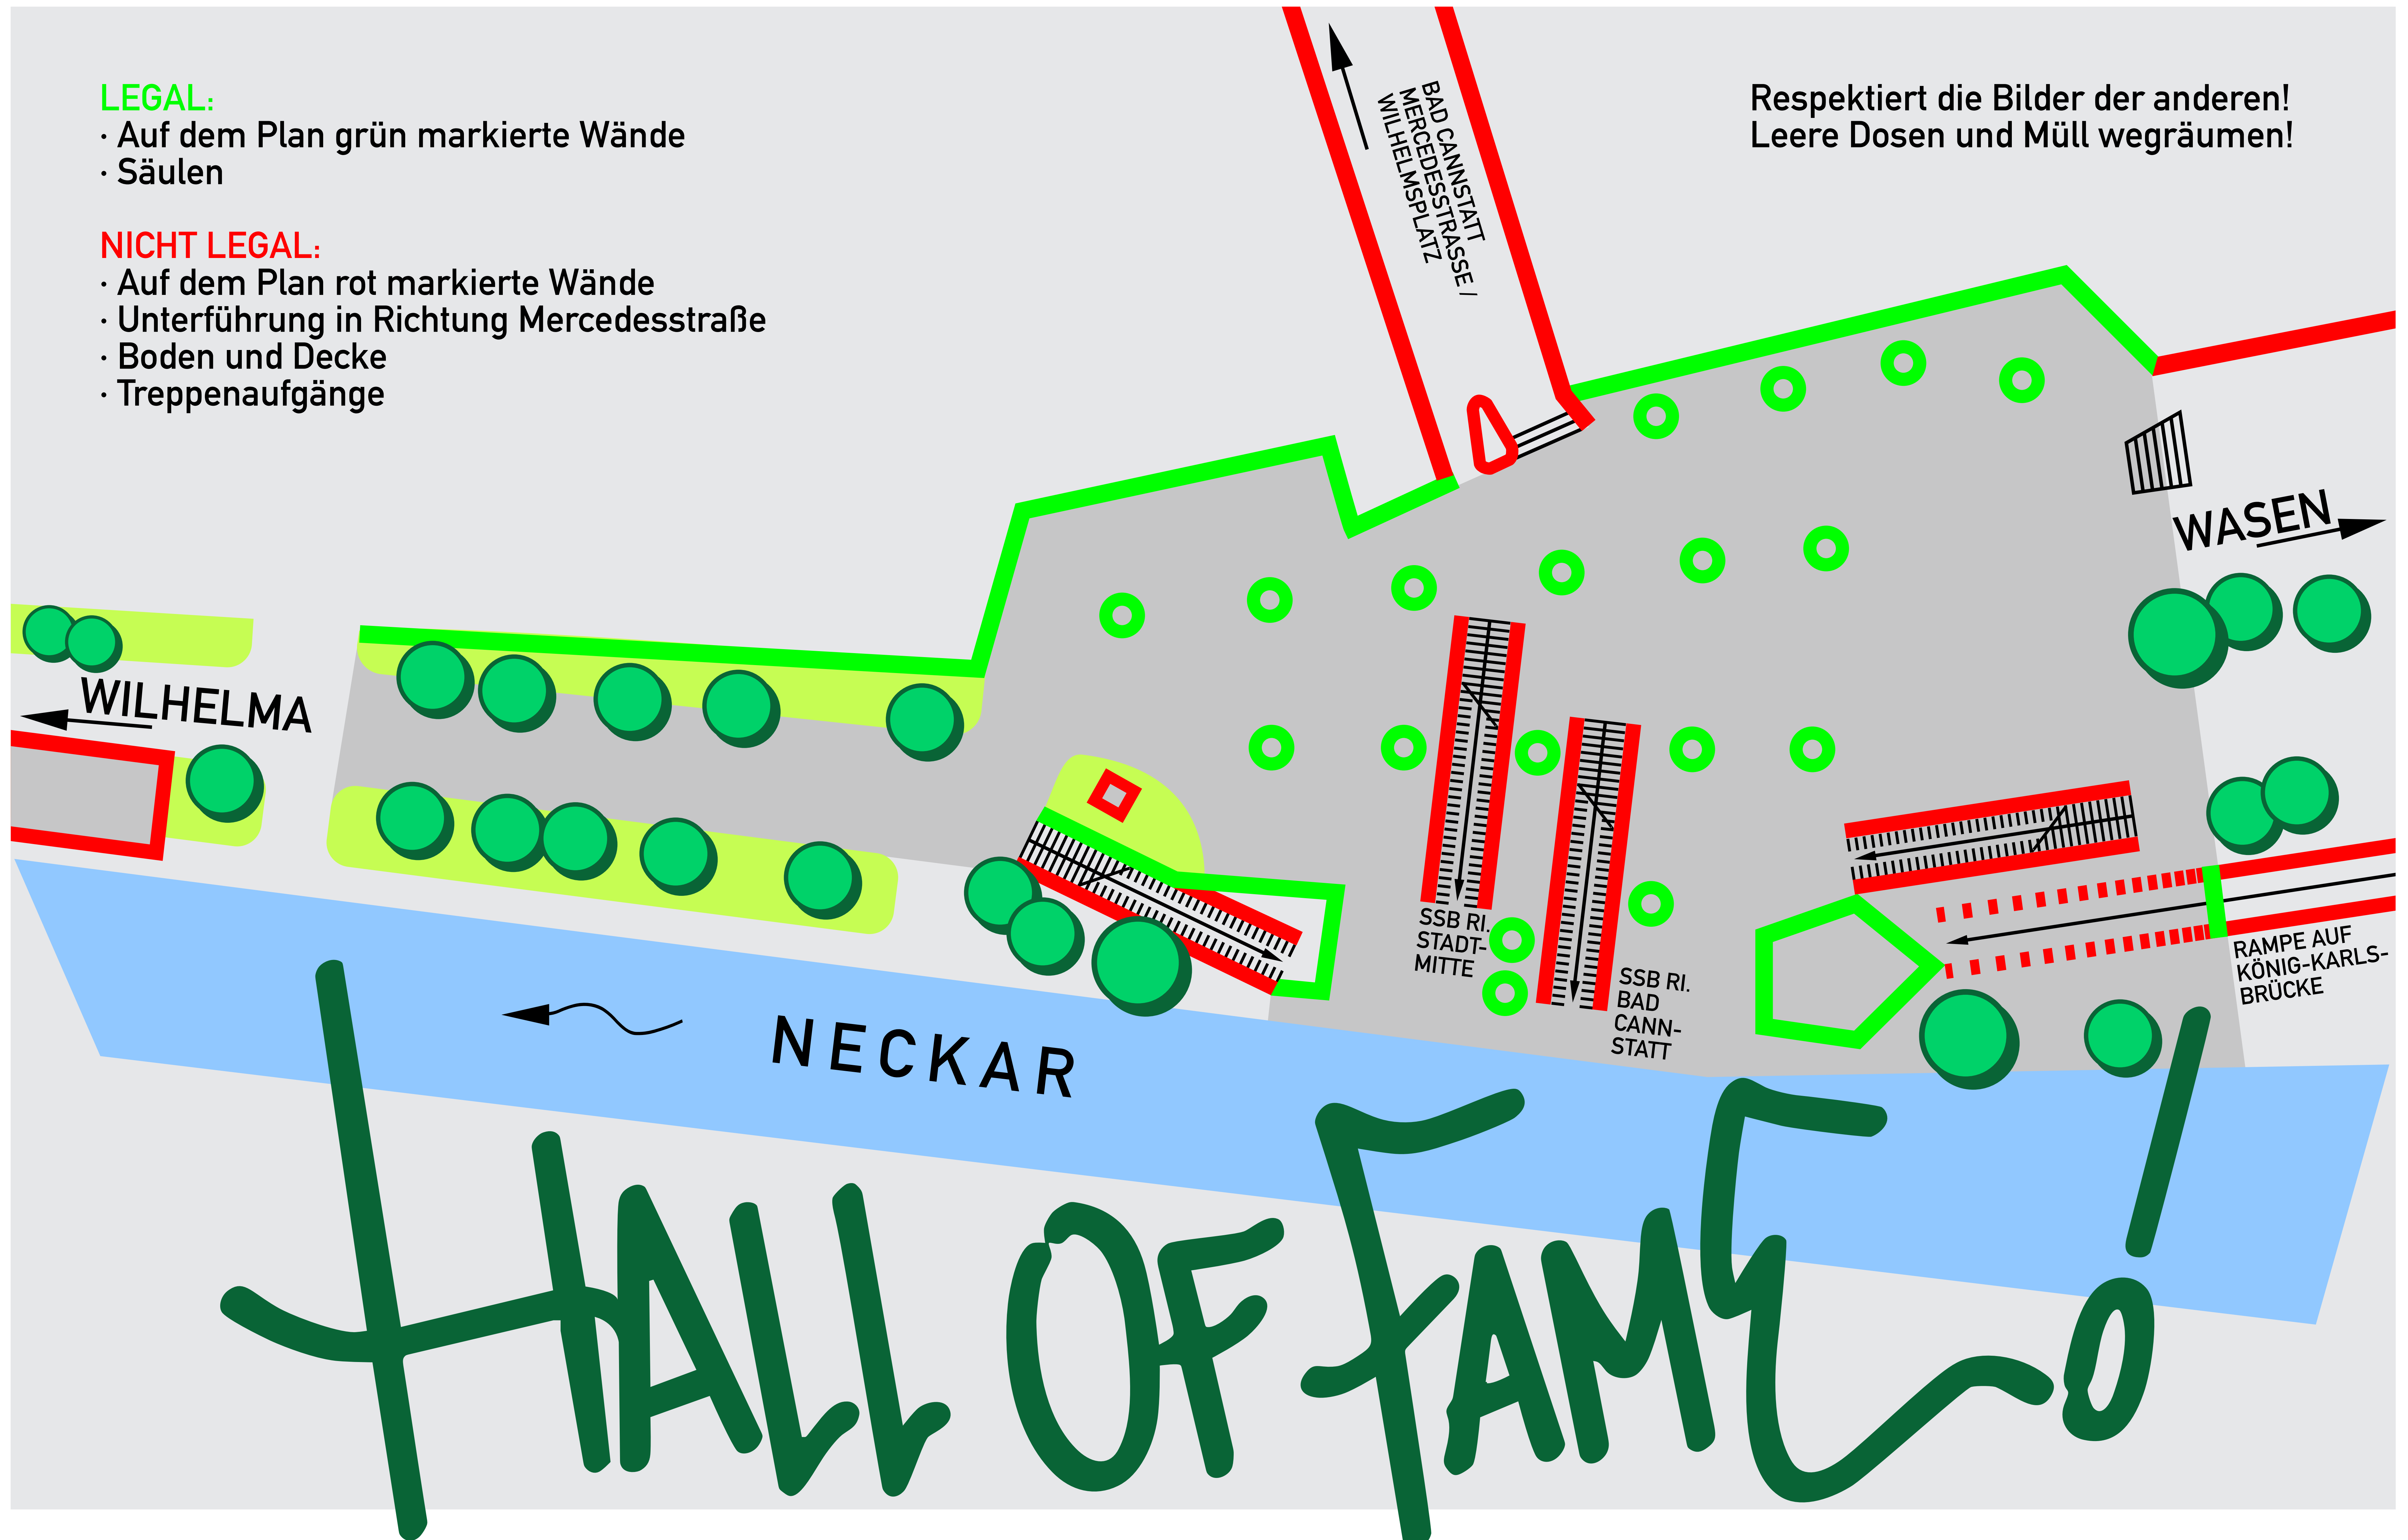 LEGAL:
· Auf dem Plan grün markierte Wände
· Säulen
NICHT LEGAL:
· Auf dem Plan rot markierte Wände
· Unterführung in Richtung Mercedesstraße
· Boden und Decke
· Treppenaufgänge
Respektiert die Bilder der anderen!
Leere Dosen und Müll wegräumen!
BAD CANNSTATT
MERCEDESSTRASSE /
WILHELMSPLATZ
WASEN
WILHELMA
SSB RI.
STADT-
MITTE
SSB RI.
BAD
CANN-
STATT
RAMPE AUF
KÖNIG-KARLS-
BRÜCKE
NECKAR
HALL OF FAME!